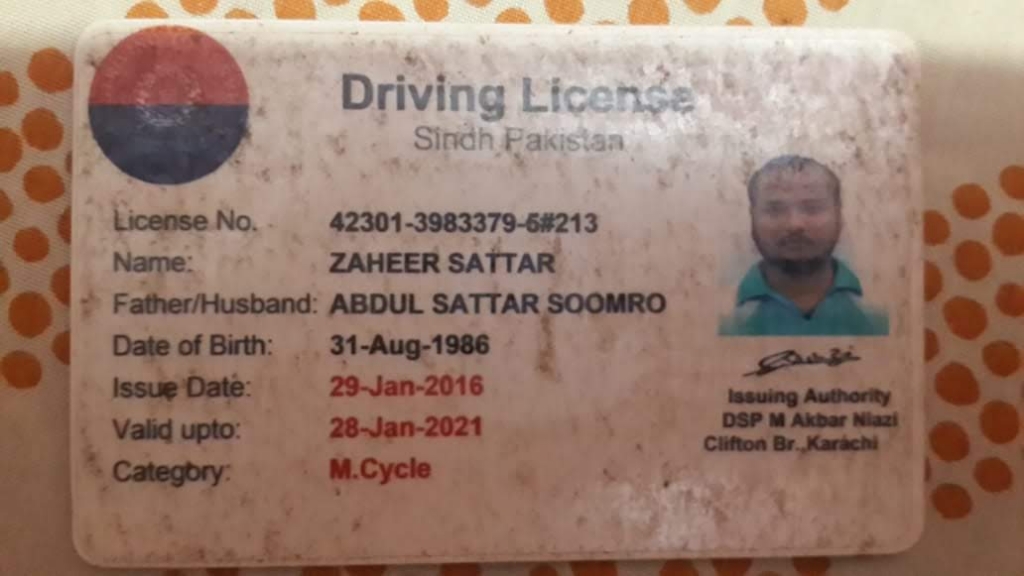 Driving License
Sindh Pakistan
License No. 42301-3983379-5#213
Name: ZAHEER SATTAR
Father/Husband: ABDUL SATTAR SOOMRO
Date of Birth: 31-Aug-1986
Issue Date: 29-Jan-2016
Valid upto: 28-Jan-2021
Category: M.Cycle
Issuing Authority
DSP M Akbar Niazi
Clifton Br.,Karachi